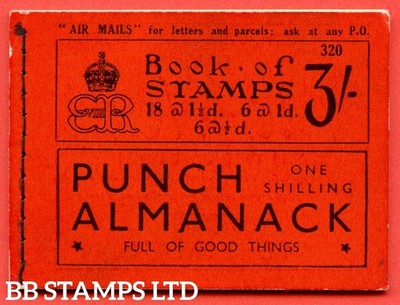 "AIR MAILS" for letters and parcels: ask at any P.O.
320
Book · of
STAMPS
3/-
18 @ 1½d. 6 @ 1d.
6 @ ½d.
E VIII R
PUNCH ONE
SHILLING
ALMANACK
★ FULL OF GOOD THINGS ★
BB STAMPS LTD